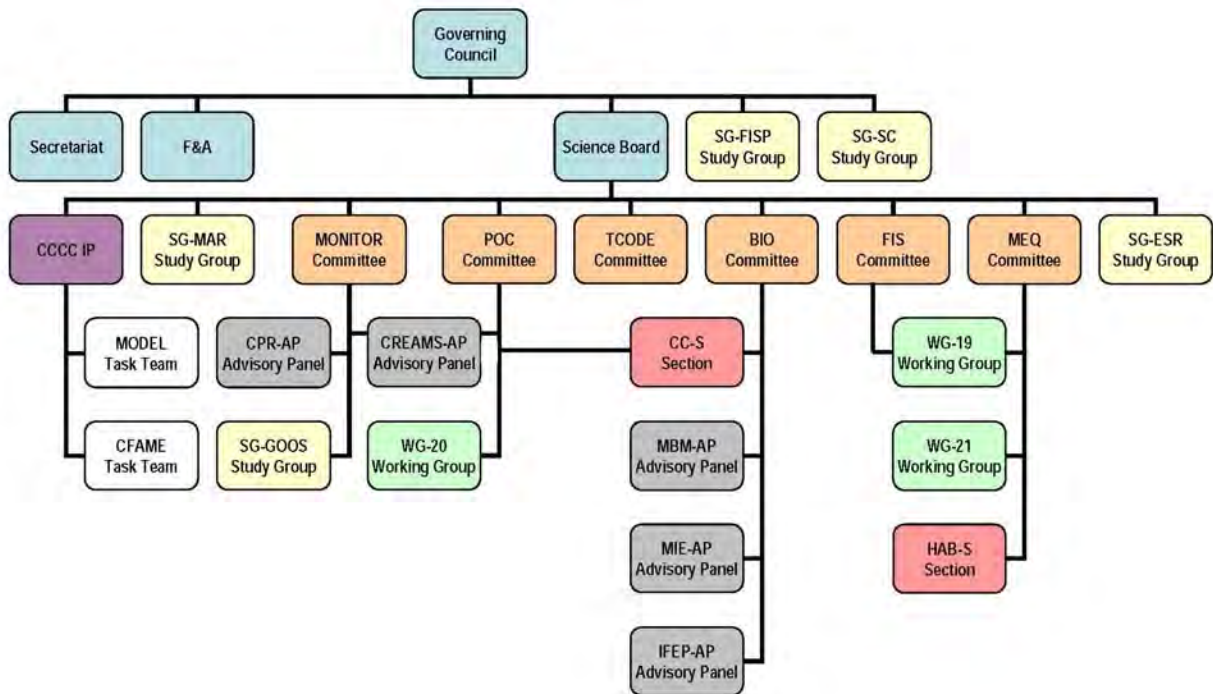 Governing
Council
Secretariat
F&A
Science Board
SG-FISP
Study Group
SG-SC
Study Group
CCCC IP
SG-MAR
Study Group
MONITOR
Committee
POC
Committee
TCODE
Committee
BIO
Committee
FIS
Committee
MEQ
Committee
SG-ESR
Study Group
MODEL
Task Team
CPR-AP
Advisory Panel
CREAMS-AP
Advisory Panel
CC-S
Section
WG-19
Working Group
CFAME
Task Team
SG-GOOS
Study Group
WG-20
Working Group
MBM-AP
Advisory Panel
WG-21
Working Group
MIE-AP
Advisory Panel
HAB-S
Section
IFEP-AP
Advisory Panel